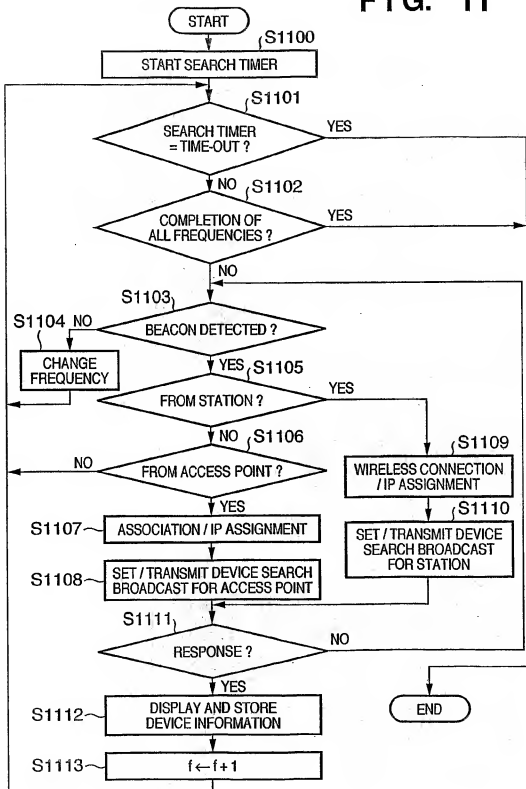 FIG. 11
START
S1100
START SEARCH TIMER
S1101
SEARCH TIMER
= TIME-OUT ?
YES
NO
S1102
COMPLETION OF
ALL FREQUENCIES ?
YES
NO
S1103
BEACON DETECTED ?
NO
S1104
CHANGE
FREQUENCY
YES
S1105
FROM STATION ?
YES
NO
S1106
FROM ACCESS POINT ?
NO
YES
S1109
WIRELESS CONNECTION
/ IP ASSIGNMENT
S1107
ASSOCIATION / IP ASSIGNMENT
S1110
SET / TRANSMIT DEVICE
SEARCH BROADCAST
FOR STATION
S1108
SET / TRANSMIT DEVICE SEARCH
BROADCAST FOR ACCESS POINT
S1111
RESPONSE ?
NO
YES
S1112
DISPLAY AND STORE
DEVICE INFORMATION
END
S1113
f ← f + 1